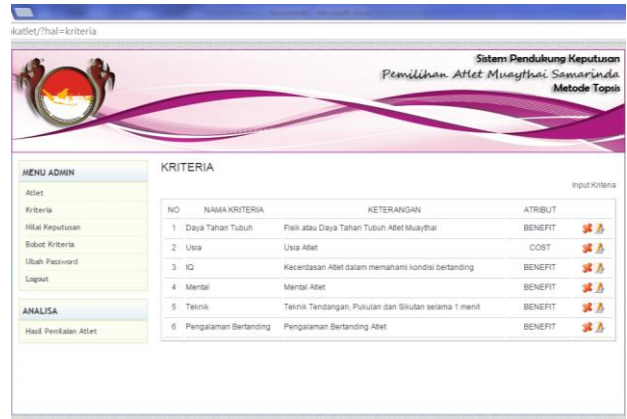 katlet/?hal=kriteria
Sistem Pendukung Keputusan
Pemilihan Atlet Muaythai Samarinda
Metode Topsis
MENU ADMIN
Atlet
Kriteria
Nilai Keputusan
Bobot Kriteria
Ubah Password
Logout
ANALISA
Hasil Penilaian Atlet
KRITERIA
Input Kriteria
NO NAMA KRITERIA KETERANGAN ATRIBUT
1 Daya Tahan Tubuh Fisik atau Daya Tahan Tubuh Atlet Muaythai BENEFIT
2 Usia Usia Atlet COST
3 IQ Kecerdasan Atlet dalam memahami kondisi bertanding BENEFIT
4 Mental Mental Atlet BENEFIT
5 Teknik Teknik Tendangan, Pukulan dan Sikutan selama 1 menit BENEFIT
6 Pengalaman Bertanding Pengalaman Bertanding Atlet BENEFIT